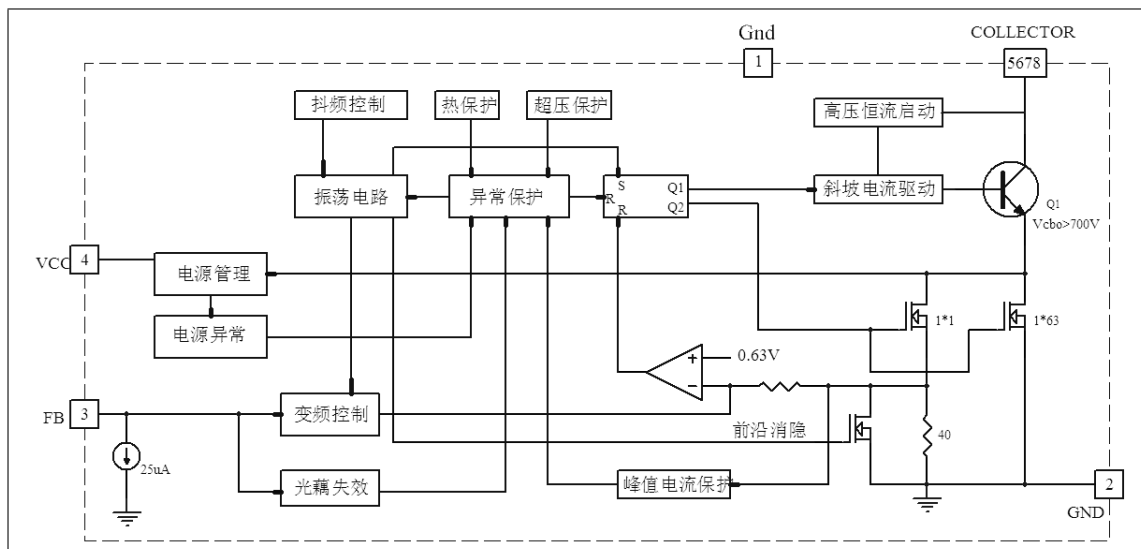 Gnd
COLLECTOR
1
5678
抖频控制
热保护
超压保护
高压恒流启动
振荡电路
异常保护
S
R
R
Q1
Q2
斜坡电流驱动
Q1
Vcbo>700V
VCC
4
电源管理
电源异常
1*1
1*63
+
0.63V
−
FB
3
变频控制
前沿消隐
40
25uA
光藕失效
峰值电流保护
2
GND